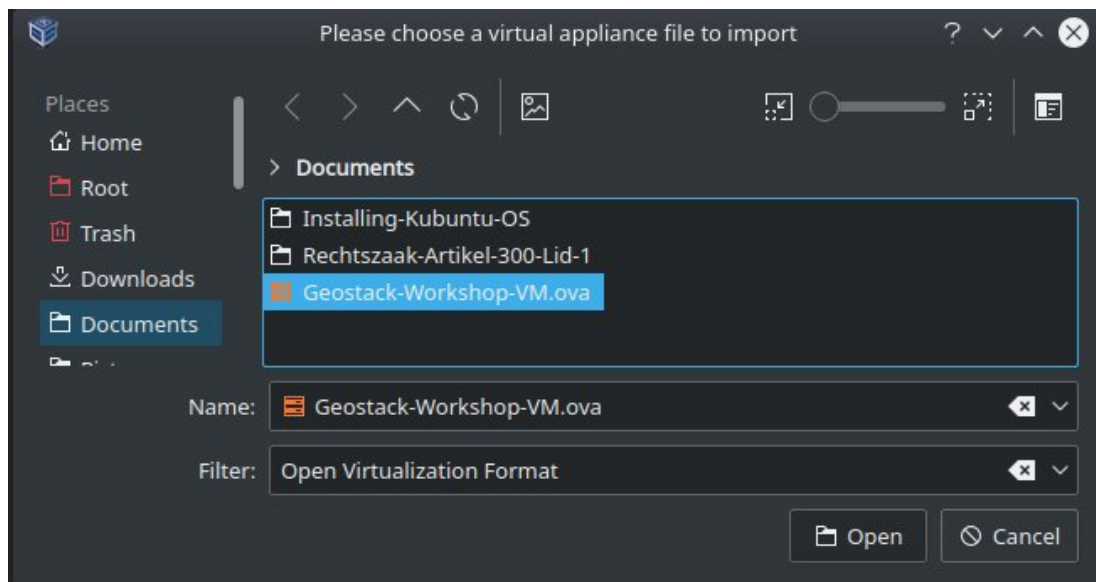 Please choose a virtual appliance file to import
Places
Home
Root
Trash
Downloads
Documents
> Documents
Installing-Kubuntu-OS
Rechtszaak-Artikel-300-Lid-1
Geostack-Workshop-VM.ova
Name: Geostack-Workshop-VM.ova
Filter: Open Virtualization Format
Open Cancel